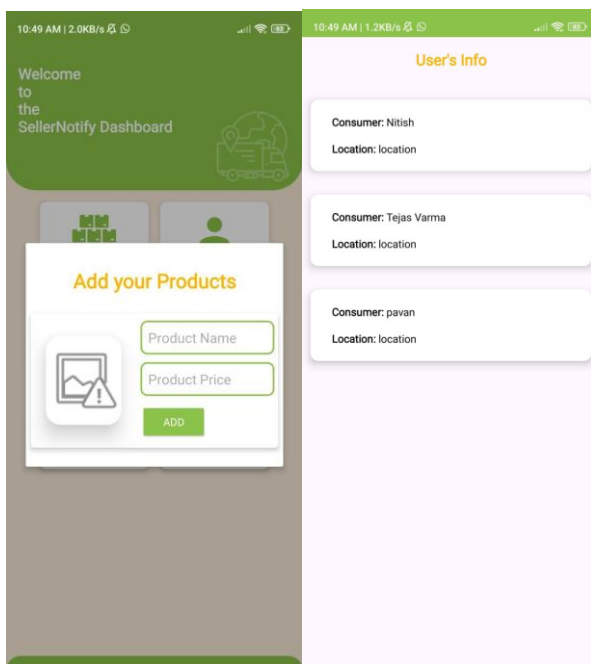 10:49 AM | 2.0KB/s
83
Welcome
to
the
SellerNotify Dashboard
Add your Products
Product Name
Product Price
ADD
10:49 AM | 1.2KB/s
User's Info
Consumer: Nitish
Location: location
Consumer: Tejas Varma
Location: location
Consumer: pavan
Location: location